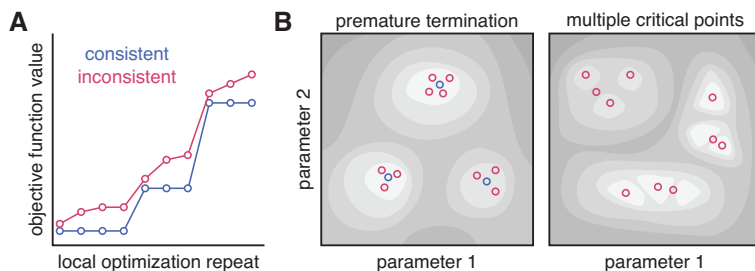 A
consistent
inconsistent
objective function value
local optimization repeat
B
premature termination
multiple critical points
parameter 2
parameter 1
parameter 1